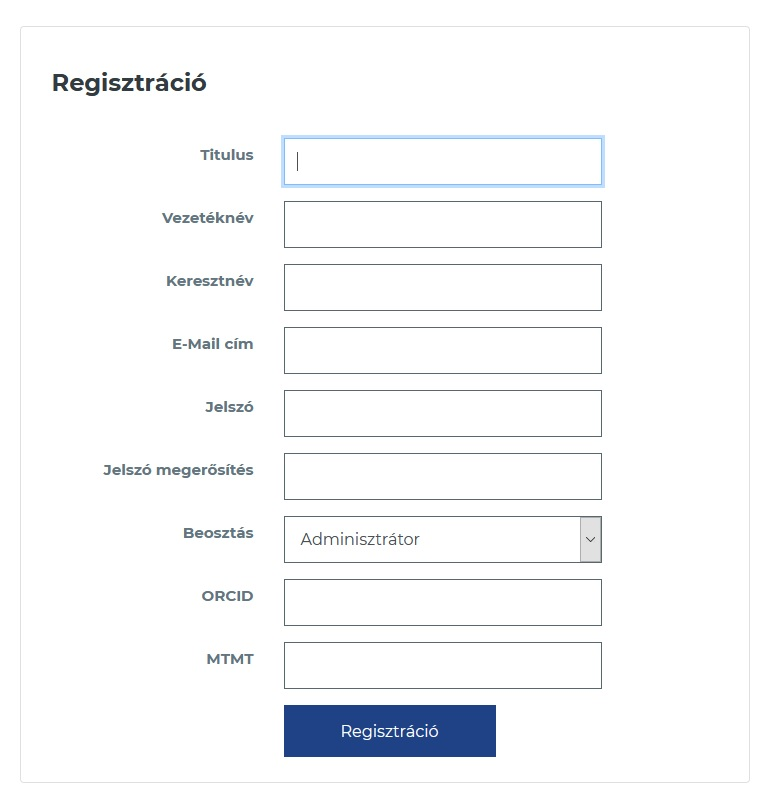 Regisztráció
Titulus
Vezetéknév
Keresztnév
E-Mail cím
Jelszó
Jelszó megerősítés
Beosztás
Adminisztrátor
ORCID
MTMT
Regisztráció